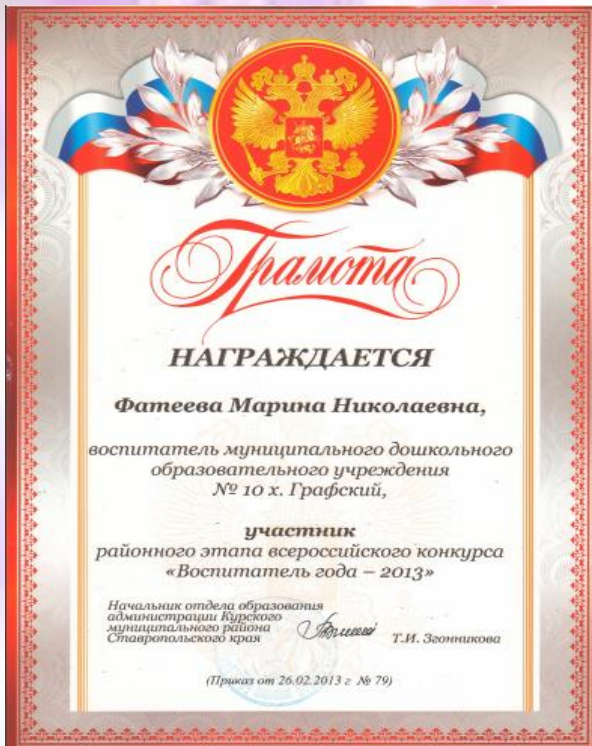 Грамота
НАГРАЖДАЕТСЯ
Фатеева Марина Николаевна,
воспитатель муниципального дошкольного
образовательного учреждения
№ 10 х. Графский,
участник
районного этапа всероссийского конкурса
«Воспитатель года – 2013»
Начальник отдела образования
администрации Курского
муниципального района
Ставропольского края
Т.И. Згонникова
(Приказ от 26.02.2013 г № 79)